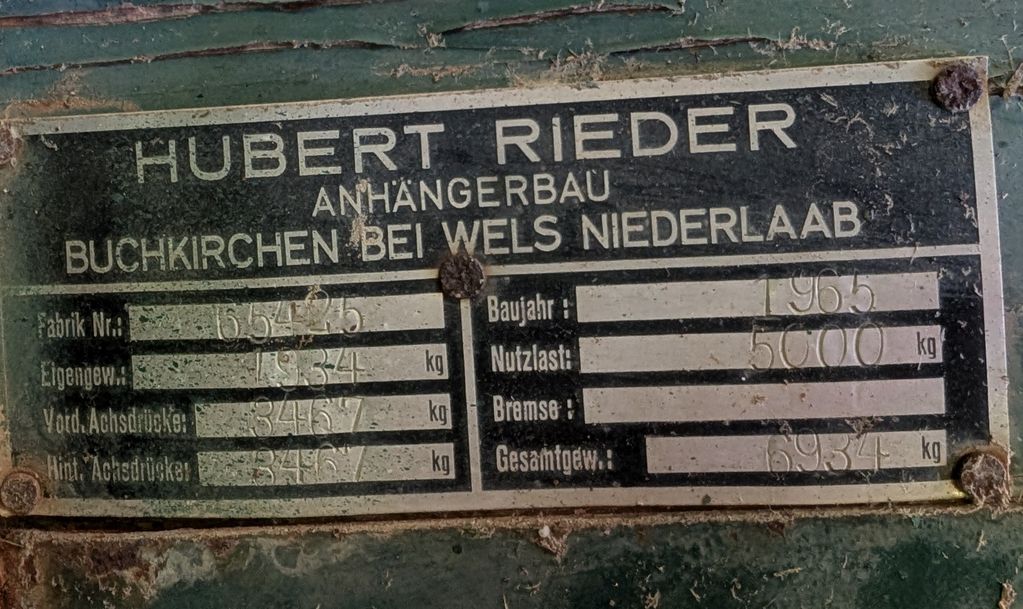 HUBERT RIEDER
ANHÄNGERBAU
BUCHKIRCHEN BEI WELS NIEDERLAAB
Fabrik Nr.: 65425
Eigengew.: 1934 kg
Vord. Achsdrücke: 3467 kg
Hint. Achsdrücke: 3467 kg
Baujahr: 1965
Nutzlast: 5000 kg
Bremse:
Gesamtgew.: 6934 kg